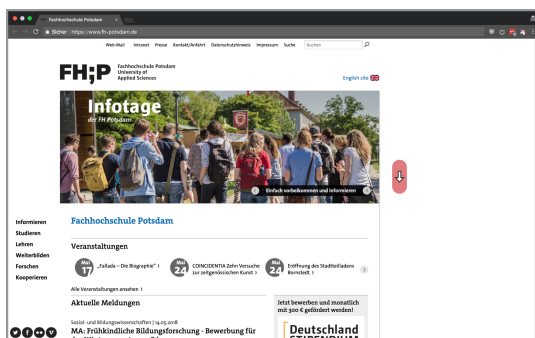 Fachhochschule Potsdam
Sicher https://www.fh-potsdam.de
Web-Mail Intranet Presse Kontakt/Anfahrt Datenschutzhinweis Impressum Suche Suchen
FH;P
Fachhochschule Potsdam
University of
Applied Sciences
English site
Infotage
der FH Potsdam
Einfach vorbeikommen und informieren
Informieren
Studieren
Lehren
Weiterbilden
Forschen
Kooperieren
Fachhochschule Potsdam
Veranstaltungen
Mai 17 „Fallada – Die Biographie“ ›
Mai 24 COINCIDENTIA Zehn Versuche
zur zeitgenössischen Kunst ›
Mai 24 Eröffnung des Stadtteilladens
Bornstedt ›
Alle Veranstaltungen ansehen ›
Aktuelle Meldungen
Sozial- und Bildungswissenschaften | 14.05.2018
MA: Frühkindliche Bildungsforschung - Bewerbung für
Jetzt bewerben und monatlich
mit 300 € gefördert werden!
Deutschland
STIPENDIUM